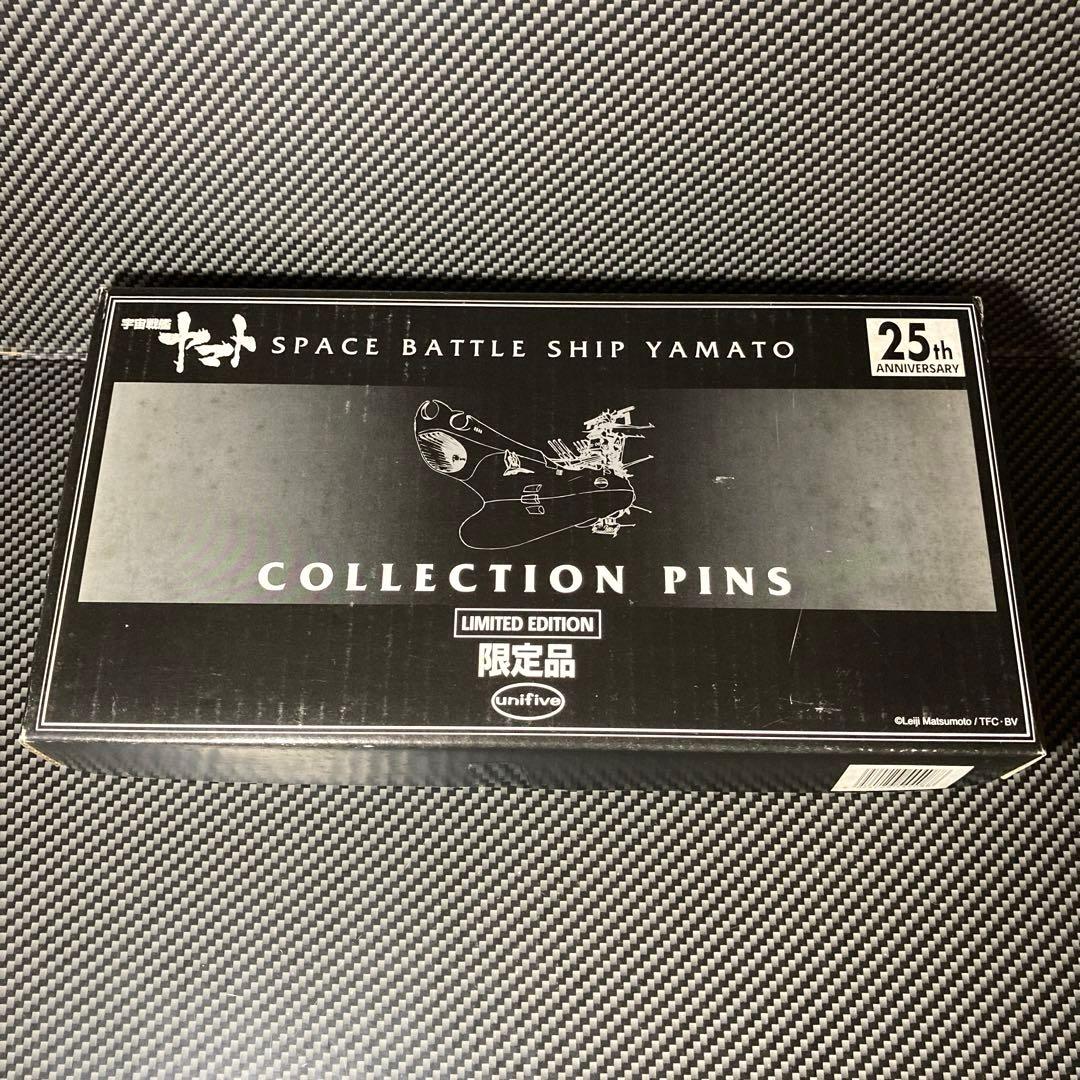 宇宙戦艦
ヤマト SPACE BATTLE SHIP YAMATO
25th
ANNIVERSARY
COLLECTION PINS
LIMITED EDITION
限定品
unifive
©Leiji Matsumoto / TFC・BV